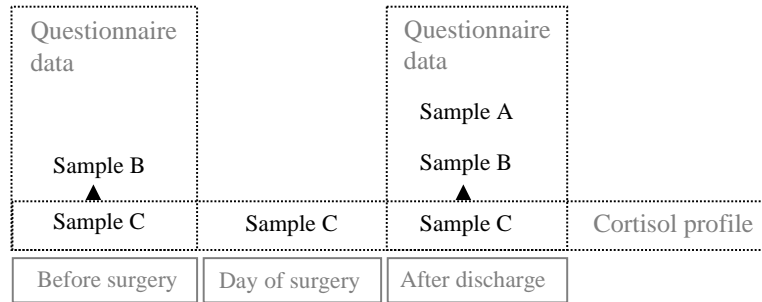 Questionnaire
data
Questionnaire
data
Sample A
Sample B
Sample B
Sample C
Sample C
Sample C
Cortisol profile
Before surgery
Day of surgery
After discharge